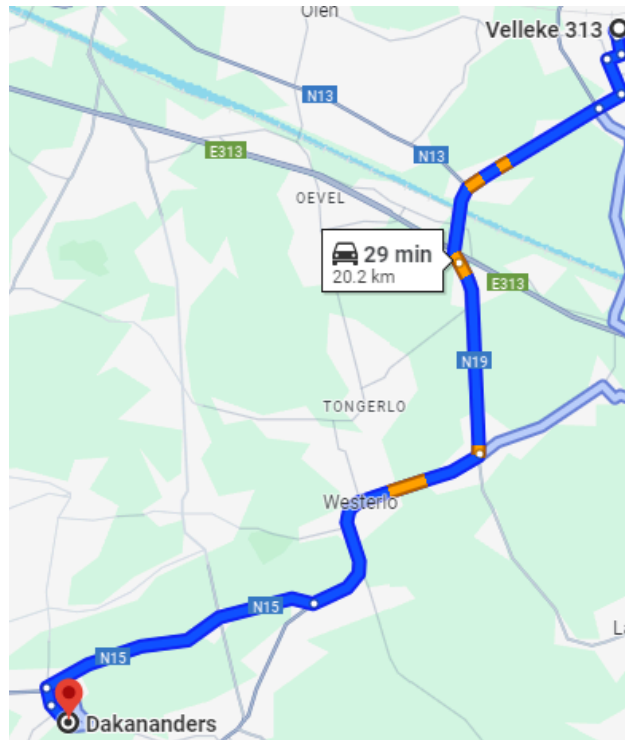 Olen
Velleke 313
N13
E313
N13
OEVEL
29 min
20.2 km
E313
N19
TONGERLO
Westerlo
N15
La
N15
Dakananders